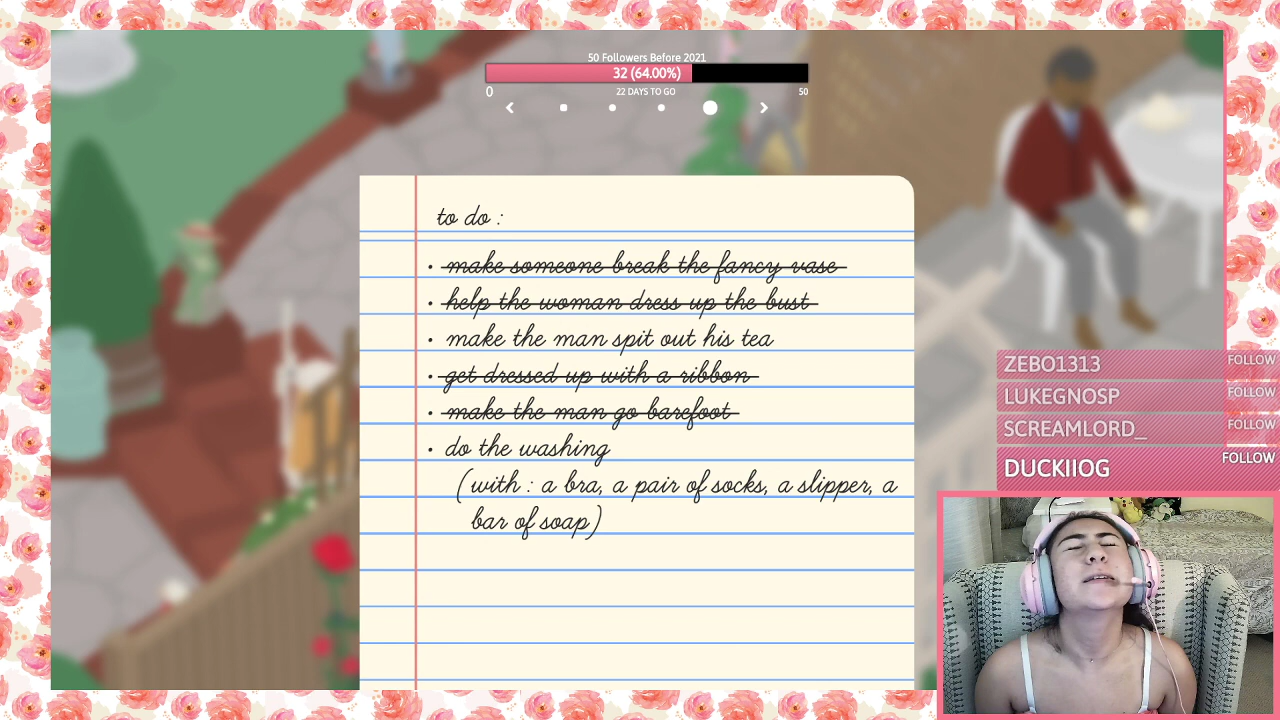 50 Followers Before 2021
32 (64.00%)
0
22 DAYS TO GO
50
to do :
• make someone break the fancy vase
• help the woman dress up the bust
• make the man spit out his tea
• get dressed up with a ribbon
• make the man go barefoot
• do the washing
(with : a bra, a pair of socks, a slipper, a
bar of soap)
ZEBO1313 FOLLOW
LUKEGNOSP FOLLOW
SCREAMLORD_ FOLLOW
DUCKIIOG FOLLOW